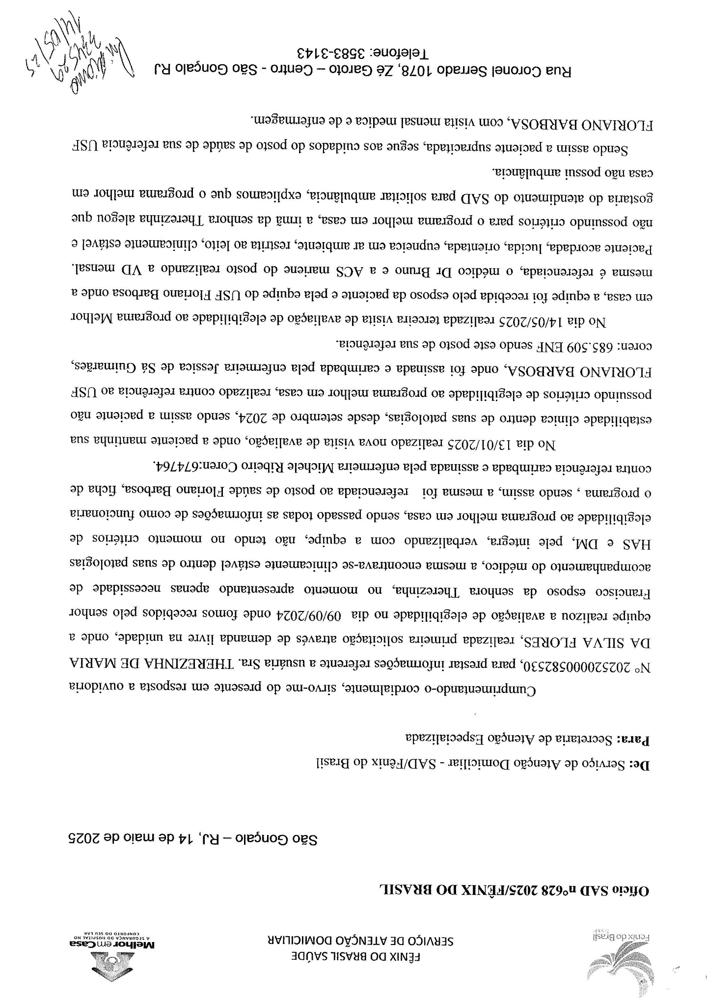 Fênix do Brasil
FÊNIX DO BRASIL SAÚDE
SERVIÇO DE ATENÇÃO DOMICILIAR
Melhor em Casa
A SEGURANÇA DO HOSPITAL NO
CONFORTO DO SEU LAR
Ofício SAD nº628 2025/FÊNIX DO BRASIL
São Gonçalo – RJ, 14 de maio de 2025
De: Serviço de Atenção Domiciliar - SAD/Fênix do Brasil
Para: Secretaria de Atenção Especializada
Cumprimentando-o cordialmente, sirvo-me do presente em resposta a ouvidoria
Nº 202520000582530, para prestar informações referente a usuária Sra. THEREZINHA DE MARIA
DA SILVA FLORES, realizada primeira solicitação através de demanda livre na unidade, onde a
equipe realizou a avaliação de elegibilidade no dia 09/09/2024 onde fomos recebidos pelo senhor
Francisco esposo da senhora Therezinha, no momento apresentando apenas necessidade de
acompanhamento do médico, a mesma encontrava-se clinicamente estável dentro de suas patologias
HAS e DM, pele integra, verbalizando com a equipe, não tendo no momento critérios de
elegibilidade ao programa melhor em casa, sendo passado todas as informações de como funcionaria
o programa , sendo assim, a mesma foi referenciada ao posto de saúde Floriano Barbosa, ficha de
contra referência carimbada e assinada pela enfermeira Michele Ribeiro Coren:674764.
No dia 13/01/2025 realizado nova visita de avaliação, onde a paciente mantinha sua
estabilidade clinica dentro de suas patologias, desde setembro de 2024, sendo assim a paciente não
possuindo critérios de elegibilidade ao programa melhor em casa, realizado contra referência ao USF
FLORIANO BARBOSA, onde foi assinada e carimbada pela enfermeira Jessica de Sá Guimarães,
coren: 685.509 ENF sendo este posto de sua referência.
No dia 14/05/2025 realizada terceira visita de avaliação de elegibilidade ao programa Melhor
em casa, a equipe foi recebida pelo esposo da paciente e pela equipe do USF Floriano Barbosa onde a
mesma é referenciada, o médico Dr Bruno e a ACS mariene do posto realizando a VD mensal.
Paciente acordada, lucida, orientada, eupneica em ar ambiente, restrita ao leito, clinicamente estável e
não possuindo critérios para o programa melhor em casa, a irmã da senhora Therezinha alegou que
gostaria do atendimento do SAD para solicitar ambulância, explicamos que o programa melhor em
casa não possui ambulância.
Sendo assim a paciente supracitada, segue aos cuidados do posto de saúde de sua referência USF
FLORIANO BARBOSA, com visita mensal medica e de enfermagem.
Rua Coronel Serrado 1078, Zé Garoto – Centro - São Gonçalo RJ
Telefone: 3583-3143
14/05/25